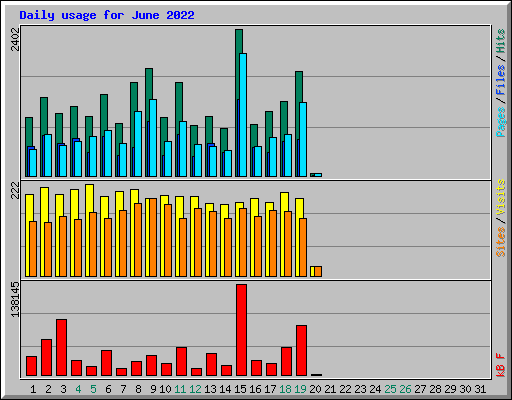 Daily usage for June 2022
2402
Pages/Files/Hits
222
Sites/Visits
138145
kB F
1 2 3 4 5 6 7 8 9 10 11 12 13 14 15 16 17 18 19 20 21 22 23 24 25 26 27 28 29 30 31